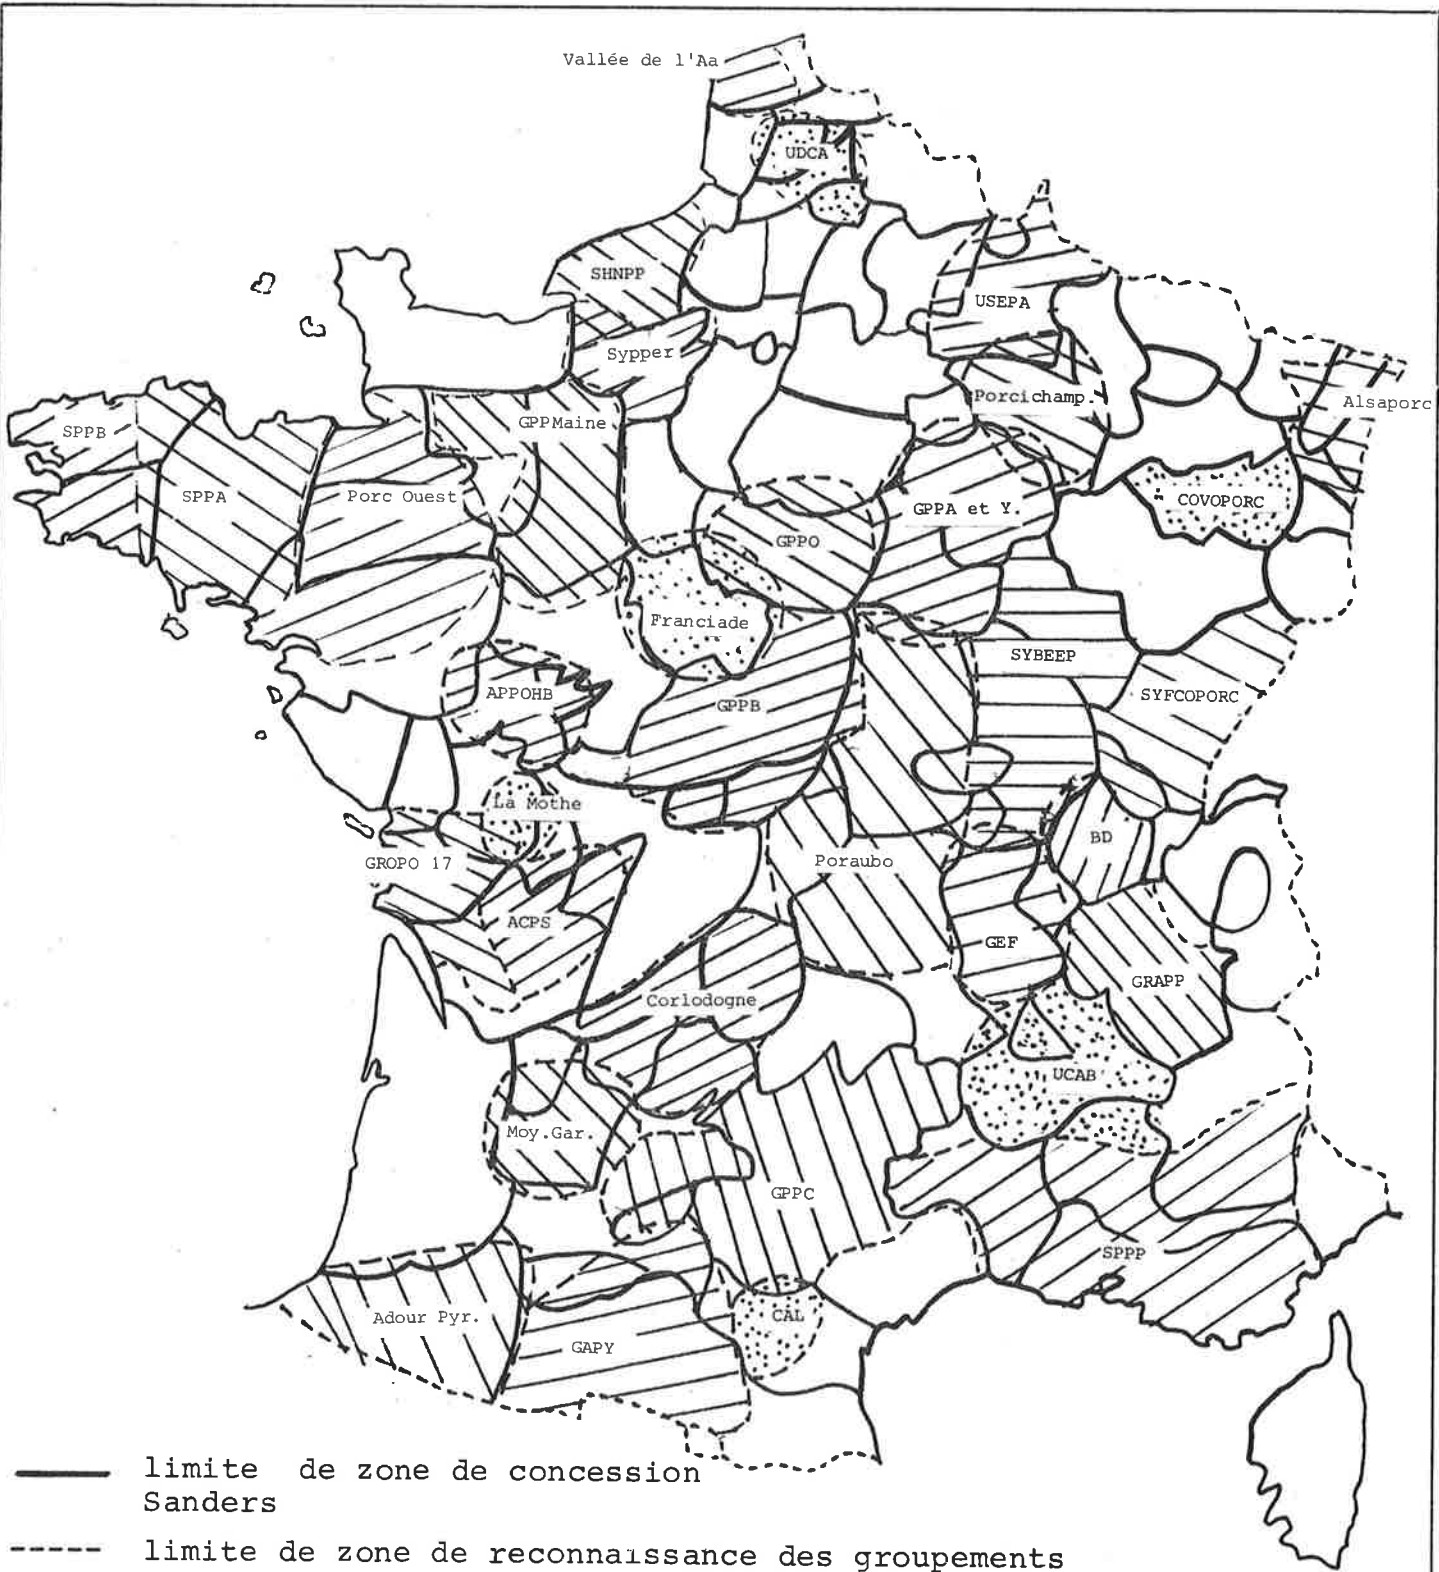 Vallée de l'Aa
UDCA
SHNPP
USEPA
Sypper
Porcichamp.
Alsaporc
GPPMaine
SPPB
SPPA
Porc Ouest
COVOPORC
GPPA et Y.
GPPO
Franciade
SYBEEP
APPOHB
GPPB
SYFCOPORC
La Mothe
BD
GROPO 17
Poraubo
ACPS
GEF
GRAPP
Corlodogne
UCAB
Moy.Gar.
GPPC
SPPP
Adour Pyr.
CAL
GAPY
limite de zone de concession
Sanders
limite de zone de reconnaissance des groupements